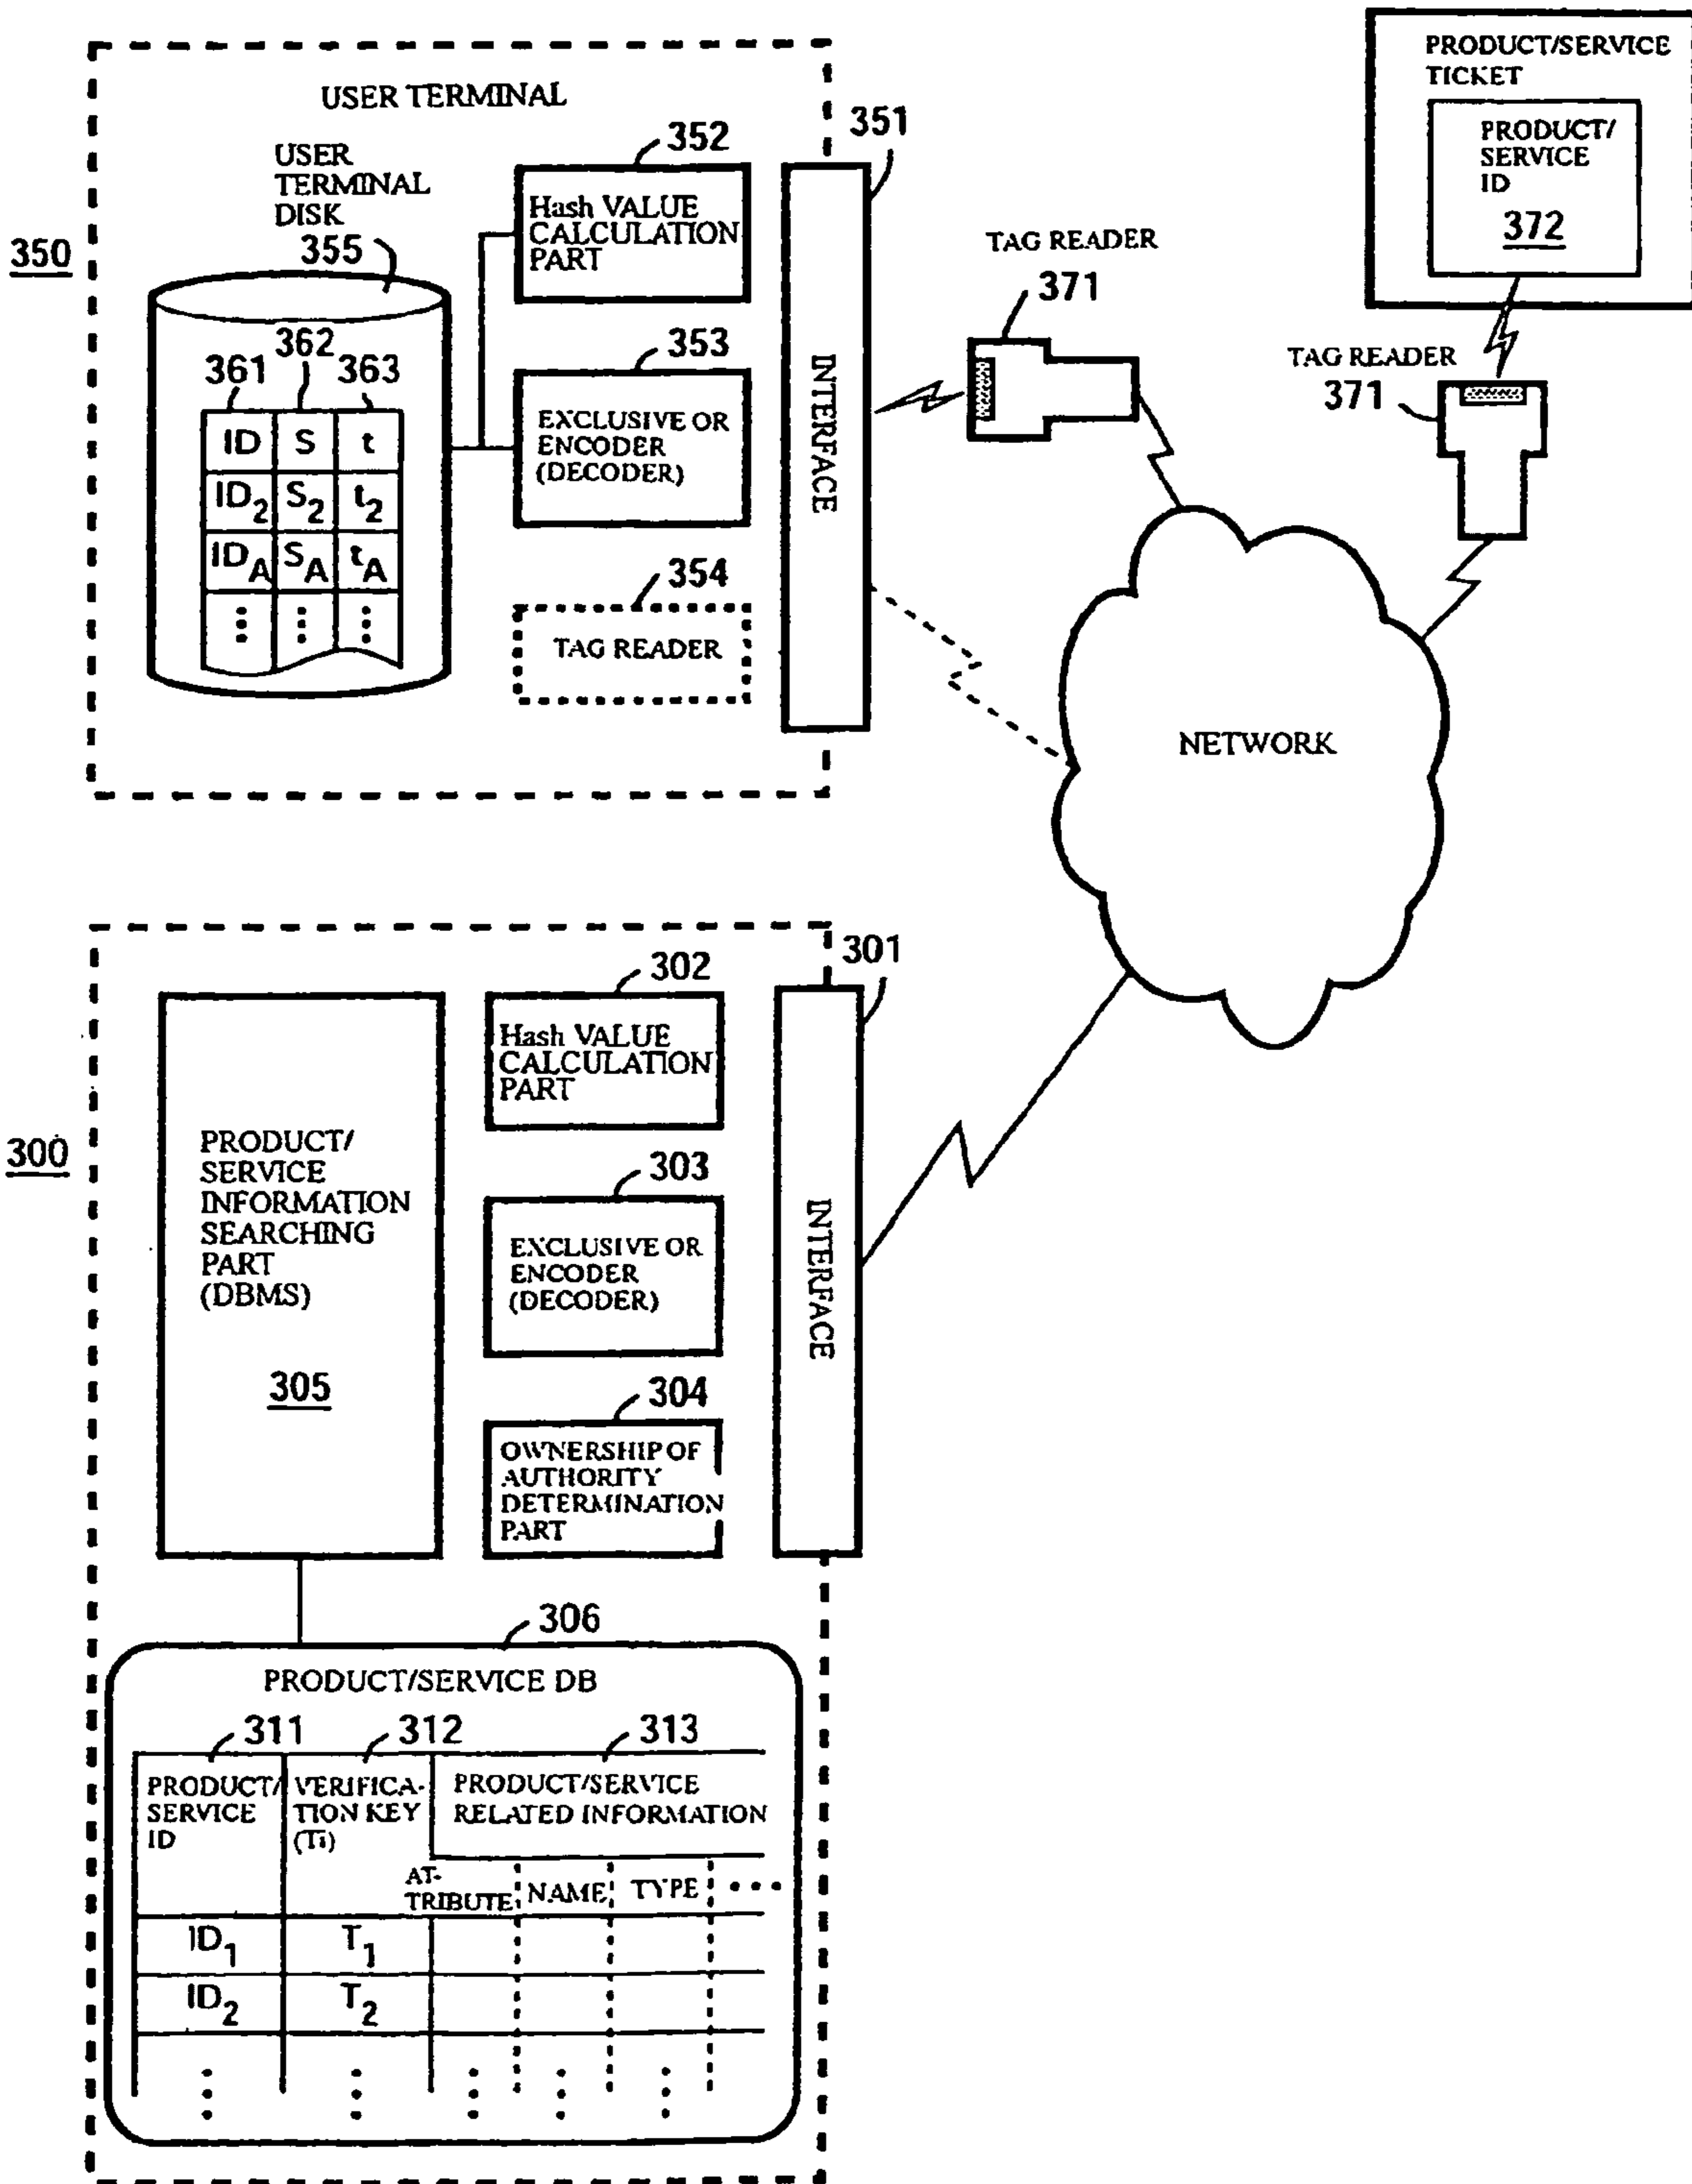 USER TERMINAL
350
USER
TERMINAL
DISK
355
352
Hash VALUE
CALCULATION
PART
351
INTERFACE
353
EXCLUSIVE OR
ENCODER
(DECODER)
354
TAG READER
361 362 363
ID S t
ID2 S2 t2
IDA SA tA
TAG READER
371
PRODUCT/SERVICE
TICKET
PRODUCT/
SERVICE
ID
372
TAG READER
371
NETWORK
300
PRODUCT/
SERVICE
INFORMATION
SEARCHING
PART
(DBMS)
305
302
Hash VALUE
CALCULATION
PART
303
EXCLUSIVE OR
ENCODER
(DECODER)
304
OWNERSHIP OF
AUTHORITY
DETERMINATION
PART
301
INTERFACE
306
PRODUCT/SERVICE DB
311 312 313
PRODUCT/
SERVICE
ID
VERIFICA-
TION KEY
(Ti)
PRODUCT/SERVICE
RELATED INFORMATION
AT-
TRIBUTE NAME TYPE ...
ID1 T1
ID2 T2